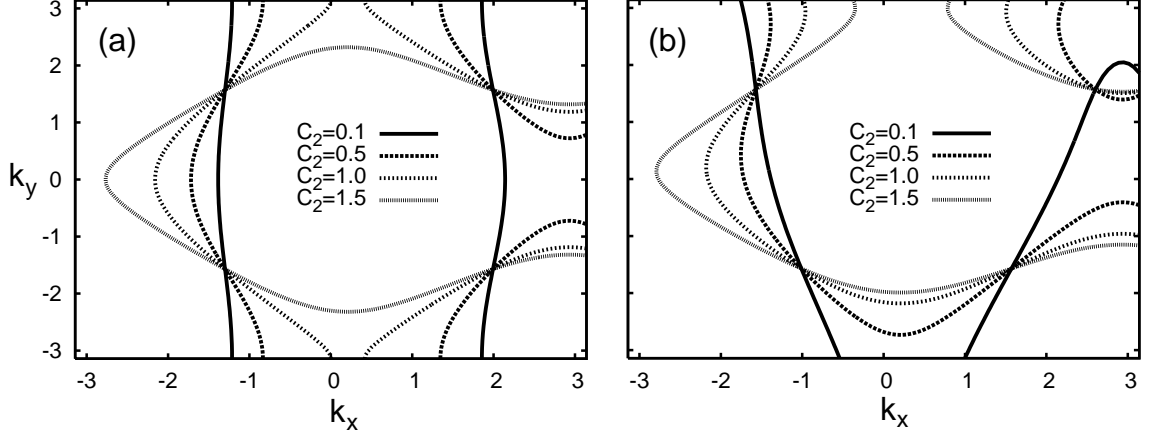 (a)
3
2
1
0
-1
-2
-3
k_y
C_2=0.1
C_2=0.5
C_2=1.0
C_2=1.5
-3 -2 -1 0 1 2 3
k_x
(b)
C_2=0.1
C_2=0.5
C_2=1.0
C_2=1.5
-3 -2 -1 0 1 2 3
k_x